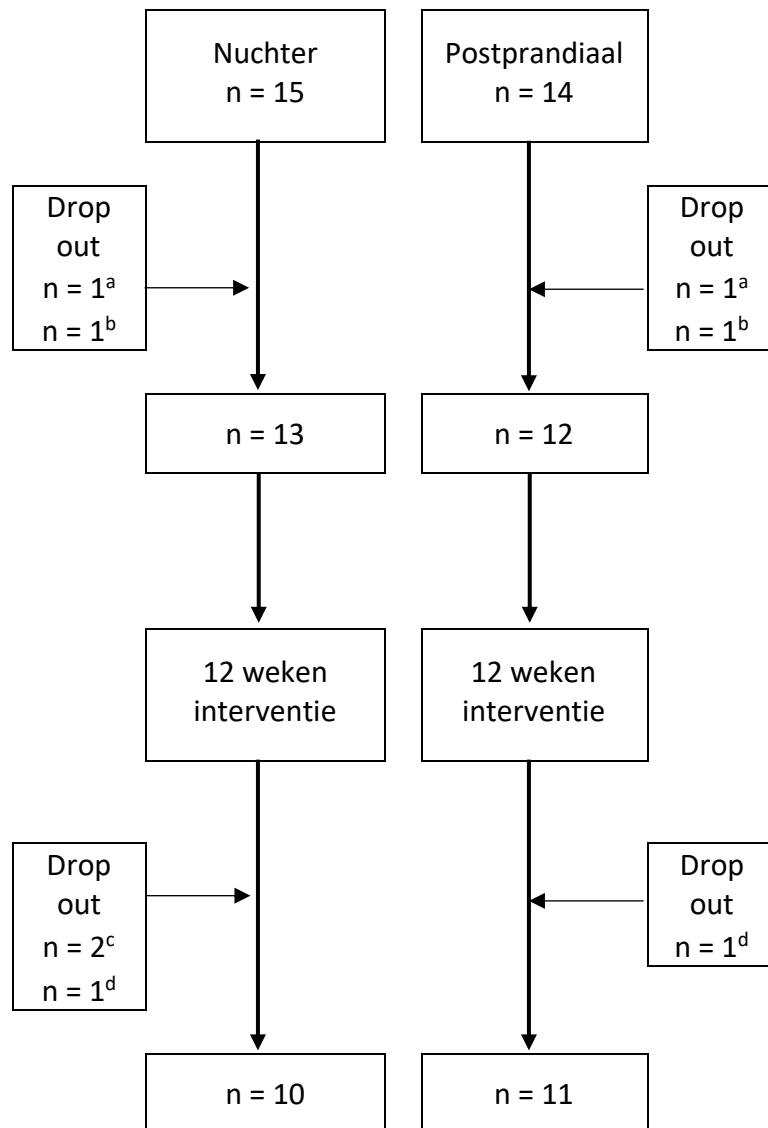 Nuchter
n = 15
Postprandiaal
n = 14
Drop
out
n = 1ᵃ
n = 1ᵇ
Drop
out
n = 1ᵃ
n = 1ᵇ
n = 13
n = 12
12 weken
interventie
12 weken
interventie
Drop
out
n = 2ᶜ
n = 1ᵈ
Drop
out
n = 1ᵈ
n = 10
n = 11